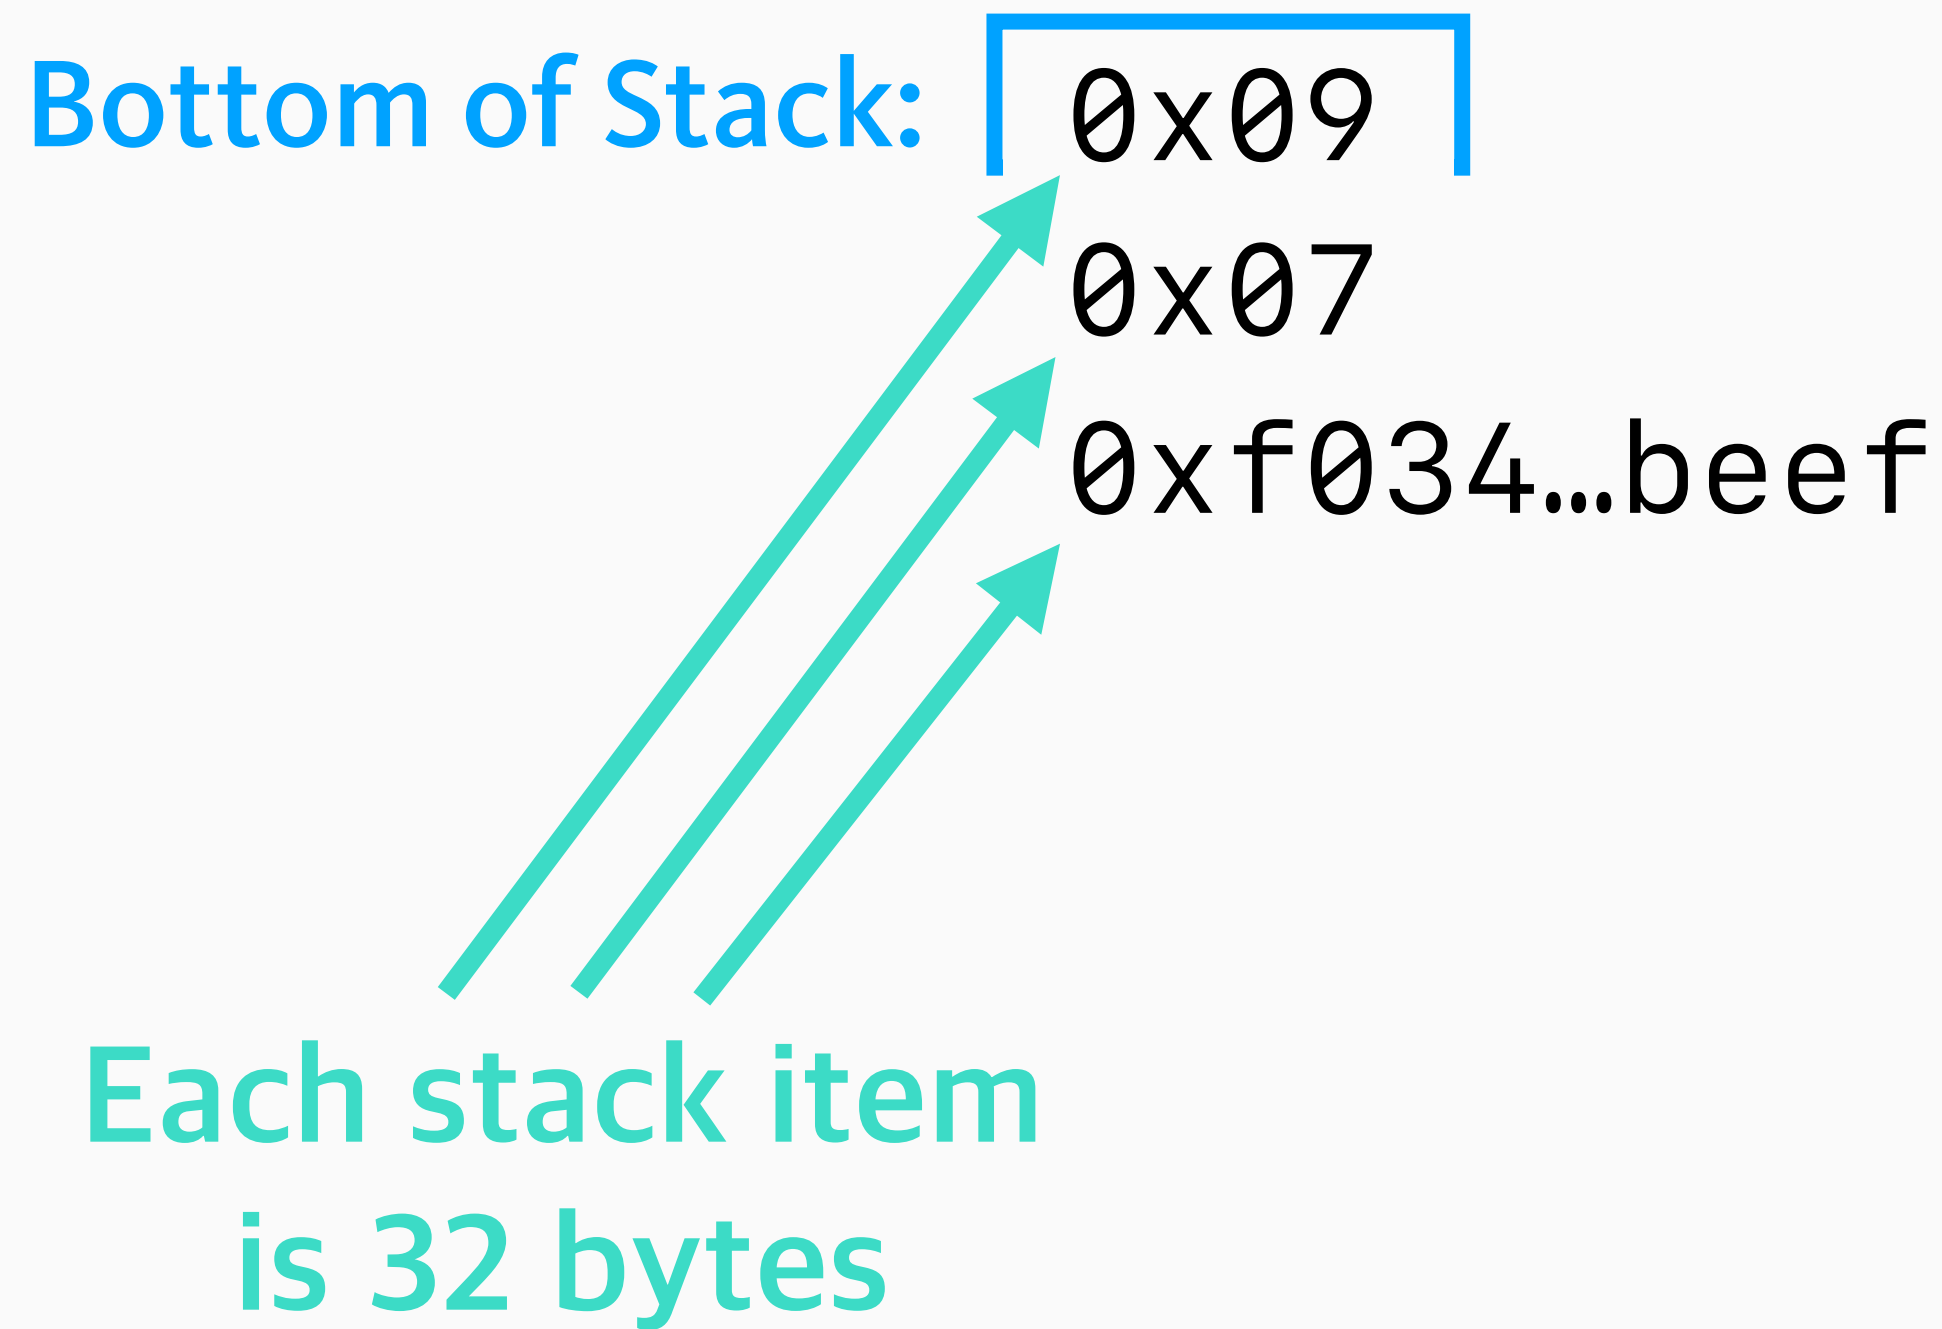 Bottom of Stack: 0x09
0x07
0xf034…beef
Each stack item
is 32 bytes